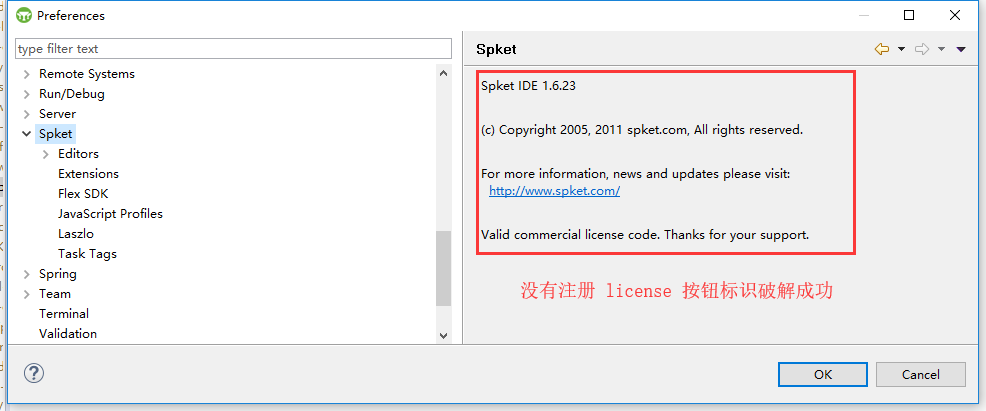 Preferences
type filter text
Remote Systems
Run/Debug
Server
Spket
Editors
Extensions
Flex SDK
JavaScript Profiles
Laszlo
Task Tags
Spring
Team
Terminal
Validation
Spket
Spket IDE 1.6.23
(c) Copyright 2005, 2011 spket.com, All rights reserved.
For more information, news and updates please visit:
http://www.spket.com/
Valid commercial license code. Thanks for your support.
没有注册 license 按钮标识破解成功
OK
Cancel